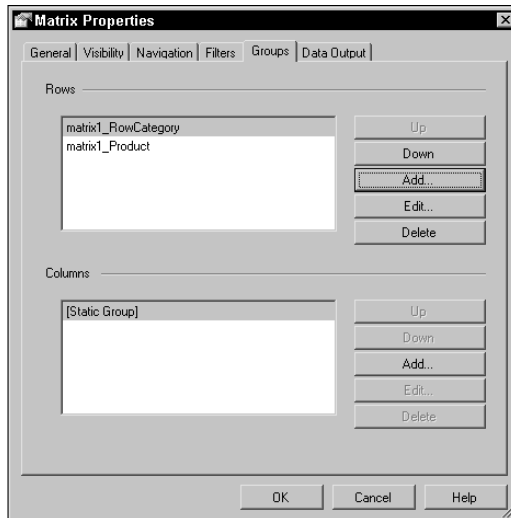 Matrix Properties
General Visibility Navigation Filters Groups Data Output
Rows
matrix1_RowCategory
matrix1_Product
Up
Down
Add...
Edit...
Delete
Columns
[Static Group]
Up
Down
Add...
Edit...
Delete
OK Cancel Help